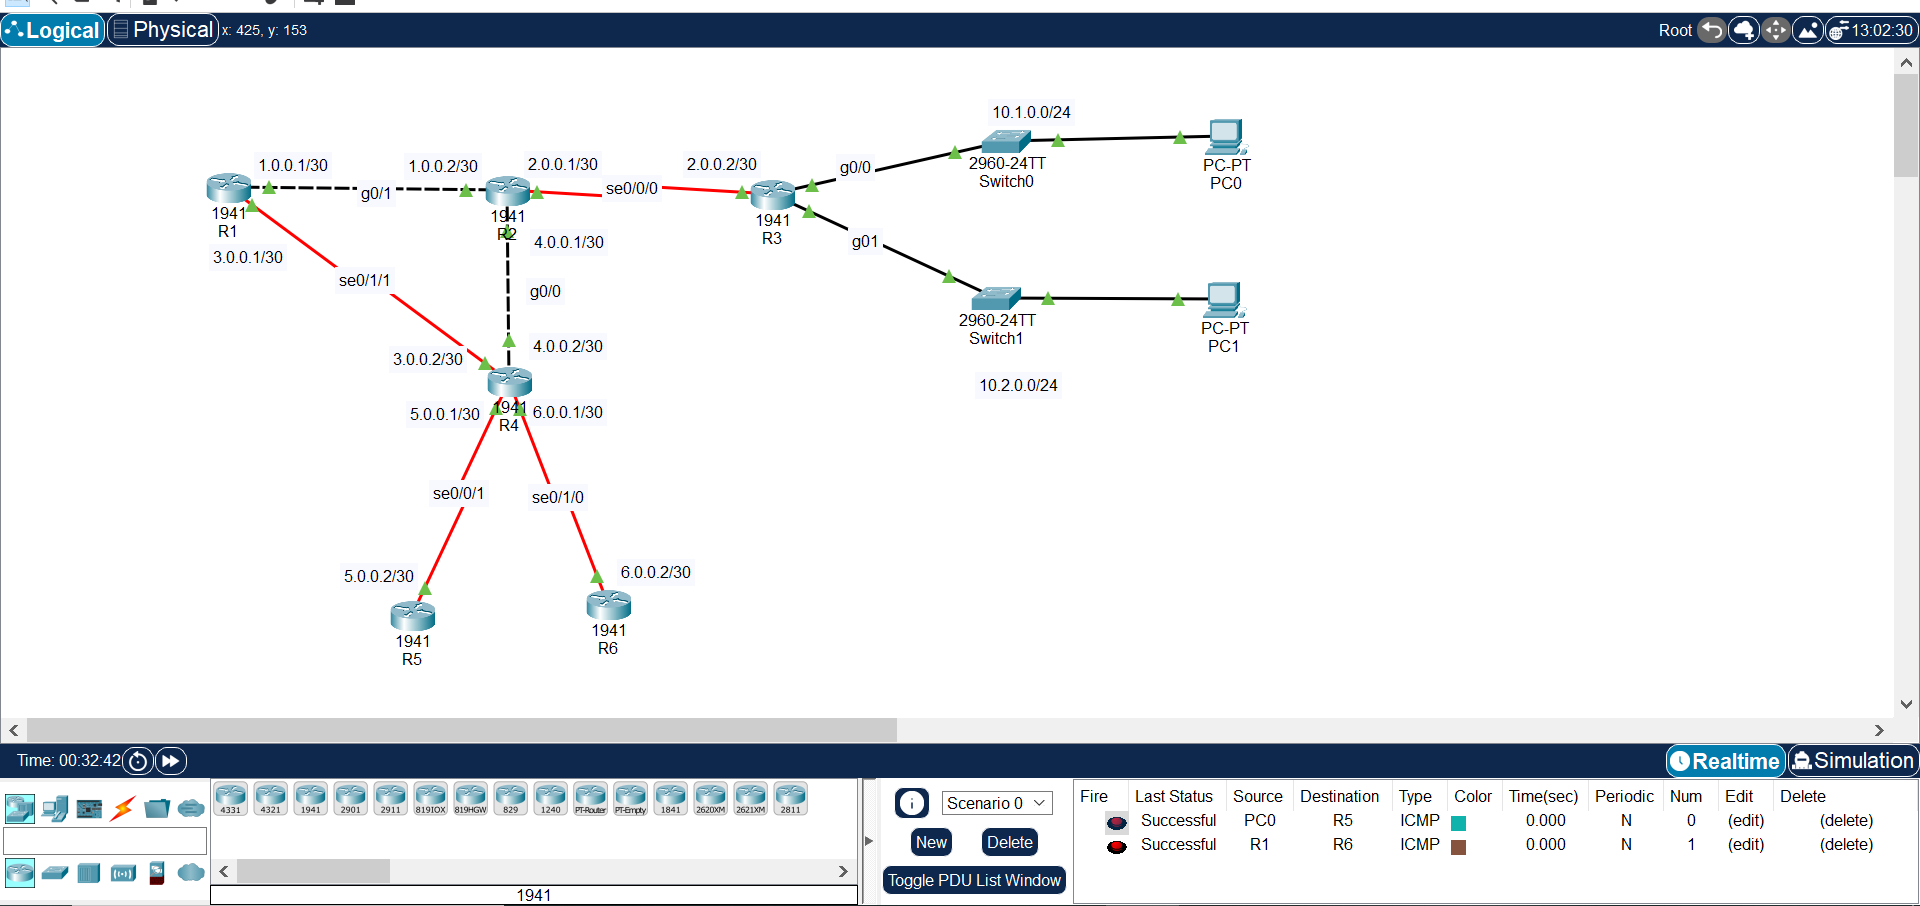 Logical Physical x: 425, y: 153 Root 13:02:30
10.1.0.0/24
1.0.0.1/30 1.0.0.2/30 2.0.0.1/30 2.0.0.2/30 g0/0
g0/1 se0/0/0
2960-24TT
Switch0
PC-PT
PC0
1941
R1
1941
R2
1941
R3
4.0.0.1/30 g01
3.0.0.1/30
se0/1/1
g0/0
2960-24TT
Switch1
PC-PT
PC1
3.0.0.2/30 4.0.0.2/30
10.2.0.0/24
5.0.0.1/30 1941 6.0.0.1/30
R4
se0/0/1 se0/1/0
5.0.0.2/30 6.0.0.2/30
1941
R5
1941
R6
Time: 00:32:42 Realtime Simulation
4331 4321 1941 2901 2911 819IOX 819HGW 829 1240 PT-Router PT-Empty 1841 2620XM 2621XM 2811
1941
Scenario 0
New Delete
Toggle PDU List Window
Fire Last Status Source Destination Type Color Time(sec) Periodic Num Edit Delete
Successful PC0 R5 ICMP 0.000 N 0 (edit) (delete)
Successful R1 R6 ICMP 0.000 N 1 (edit) (delete)